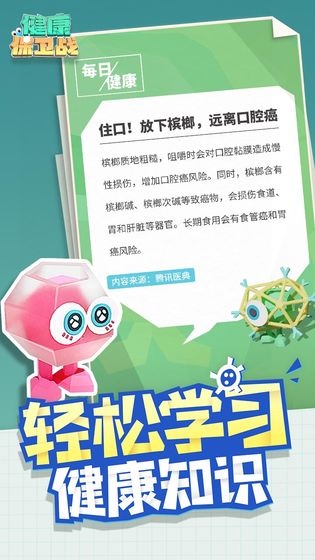 健康
保卫战
每日
健康
住口！放下槟榔，远离口腔癌
槟榔质地粗糙，咀嚼时会对口腔黏膜造成慢
性损伤，增加口腔癌风险。同时，槟榔含有
槟榔碱、槟榔次碱等致癌物，会损伤食道、
胃和肝脏等器官。长期食用会有食管癌和胃
癌风险。
内容来源：腾讯医典
轻松学习
健康知识